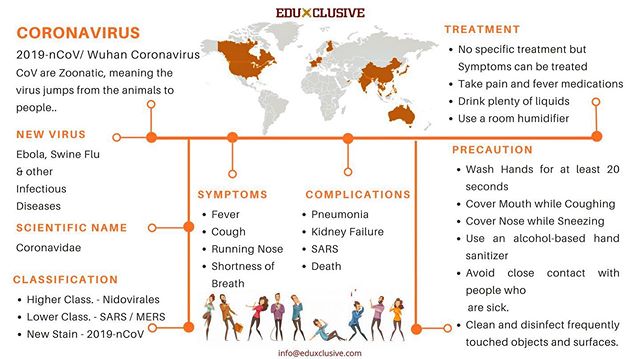 EDUXCLUSIVE
CORONAVIRUS
2019-nCoV/ Wuhan Coronavirus
CoV are Zoonatic, meaning the
virus jumps from the animals to
people..
NEW VIRUS
Ebola, Swine Flu
& other
Infectious
Diseases
SCIENTIFIC NAME
Coronavidae
CLASSIFICATION
• Higher Class. - Nidovirales
• Lower Class. - SARS / MERS
• New Stain - 2019-nCoV
SYMPTOMS
• Fever
• Cough
• Running Nose
• Shortness of
Breath
COMPLICATIONS
• Pneumonia
• Kidney Failure
• SARS
• Death
TREATMENT
• No specific treatment but
Symptoms can be treated
• Take pain and fever medications
• Drink plenty of liquids
• Use a room humidifier
PRECAUTION
• Wash Hands for at least 20
seconds
• Cover Mouth while Coughing
• Cover Nose while Sneezing
• Use an alcohol-based hand
sanitizer
• Avoid close contact with
people who
are sick.
• Clean and disinfect frequently
touched objects and surfaces.
info@eduxclusive.com